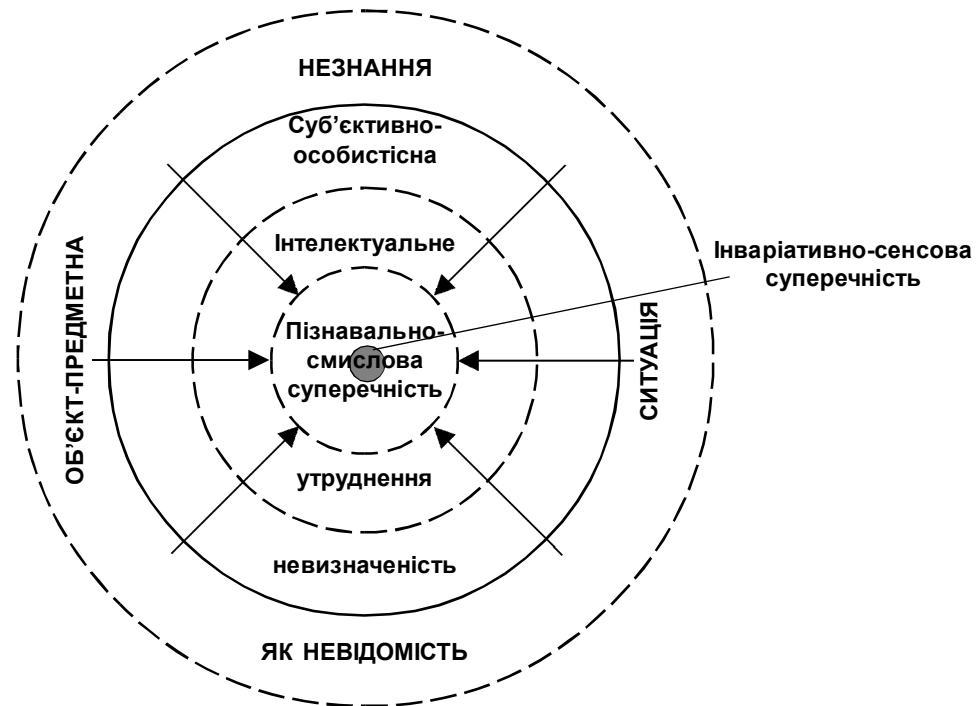 НЕЗНАННЯ
Суб’єктивно-
особистісна
Інтелектуальне
Інваріативно-сенсова
суперечність
ОБ’ЄКТ-ПРЕДМЕТНА
Пізнавально-
смислова
суперечність
СИТУАЦІЯ
утруднення
невизначеність
ЯК НЕВІДОМІСТЬ